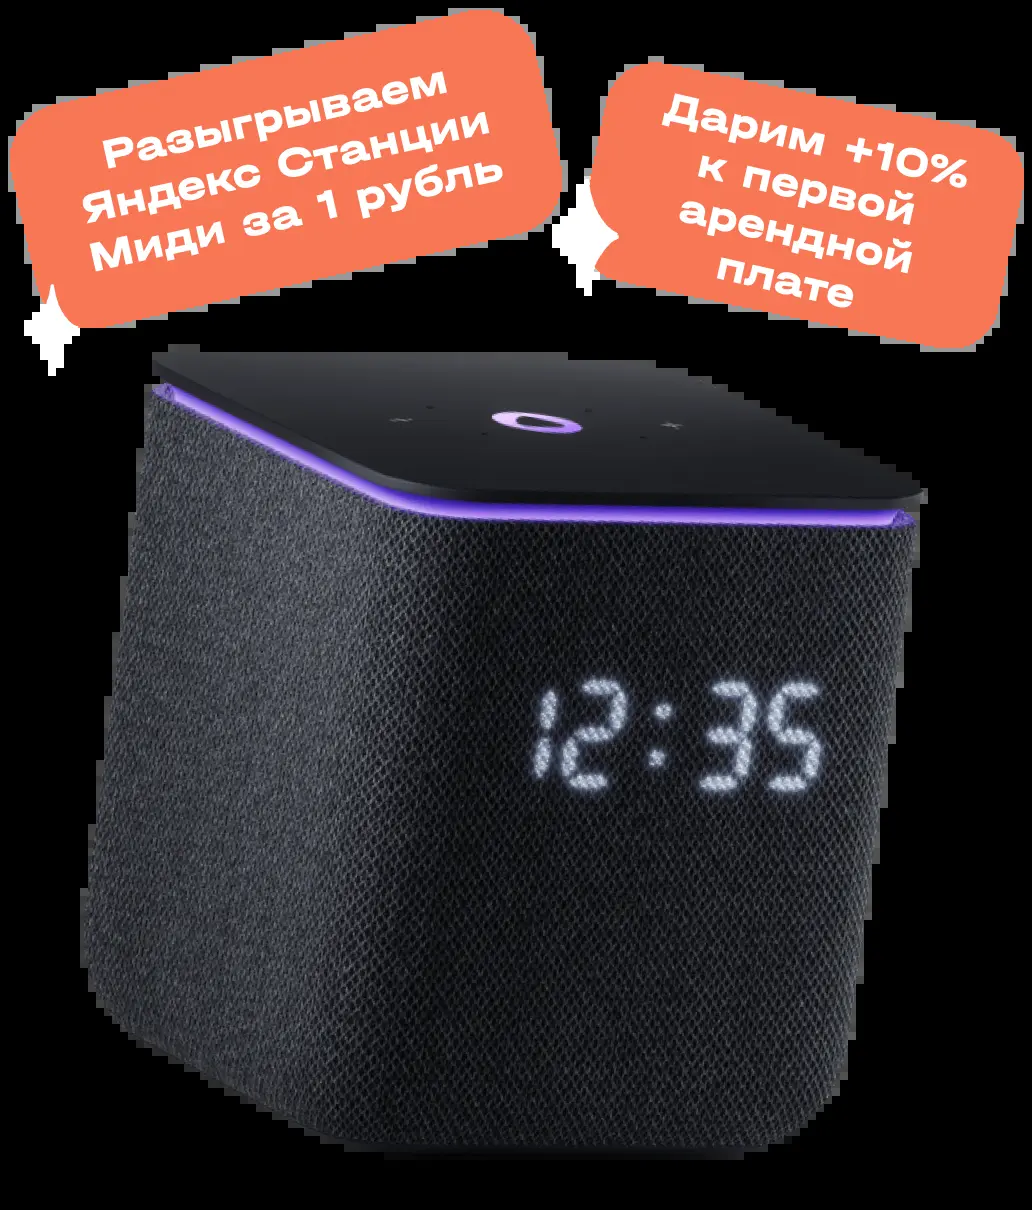 Разыгрываем
Яндекс Станции
Миди за 1 рубль
Дарим +10%
к первой
арендной
плате
12:35